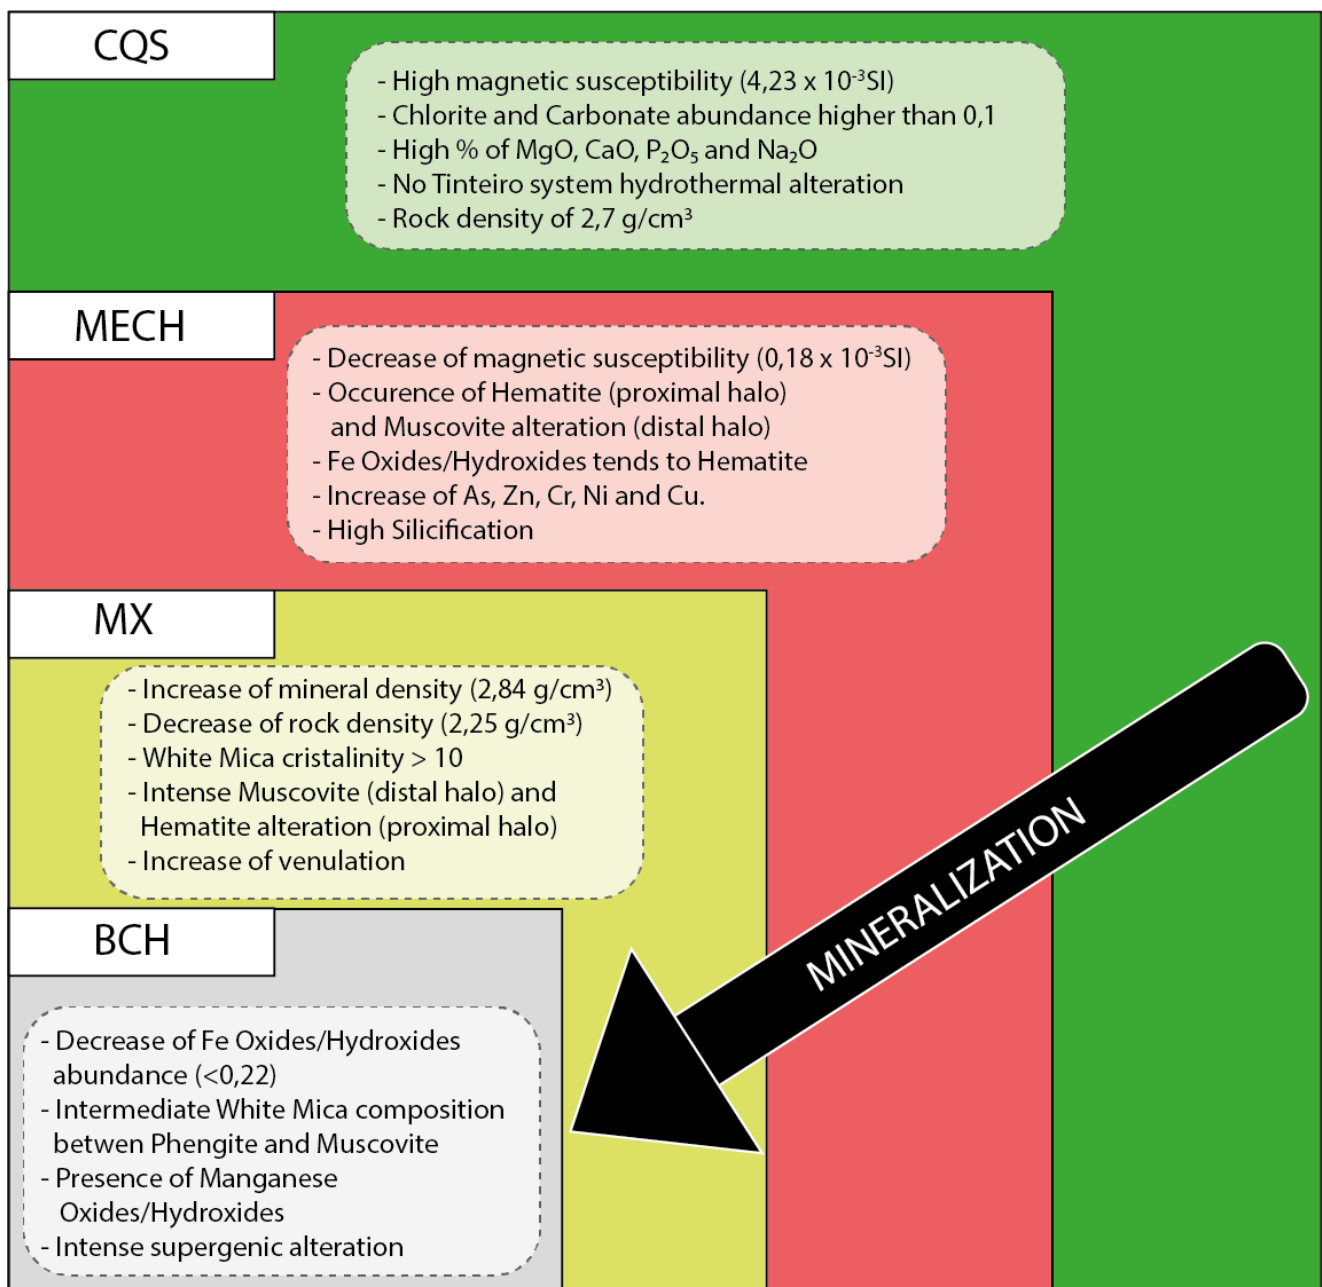 CQS
- High magnetic susceptibility (4,23 x 10⁻³SI)
- Chlorite and Carbonate abundance higher than 0,1
- High % of MgO, CaO, P₂O₅ and Na₂O
- No Tinteiro system hydrothermal alteration
- Rock density of 2,7 g/cm³
MECH
- Decrease of magnetic susceptibility (0,18 x 10⁻³SI)
- Occurence of Hematite (proximal halo)
and Muscovite alteration (distal halo)
- Fe Oxides/Hydroxides tends to Hematite
- Increase of As, Zn, Cr, Ni and Cu.
- High Silicification
MX
- Increase of mineral density (2,84 g/cm³)
- Decrease of rock density (2,25 g/cm³)
- White Mica cristalinity > 10
- Intense Muscovite (distal halo) and
Hematite alteration (proximal halo)
- Increase of venulation
MINERALIZATION
BCH
- Decrease of Fe Oxides/Hydroxides
abundance (<0,22)
- Intermediate White Mica composition
betwen Phengite and Muscovite
- Presence of Manganese
Oxides/Hydroxides
- Intense supergenic alteration